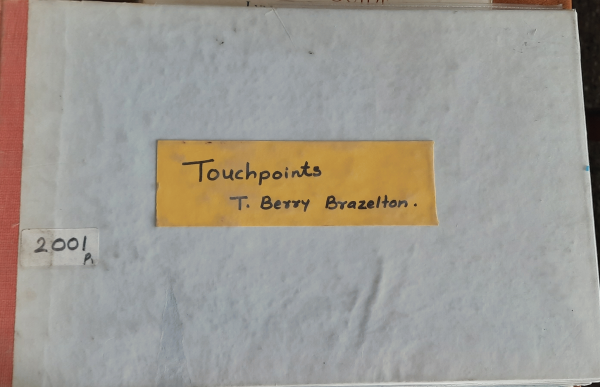 Touchpoints
T. Berry Brazelton.
2001
P.